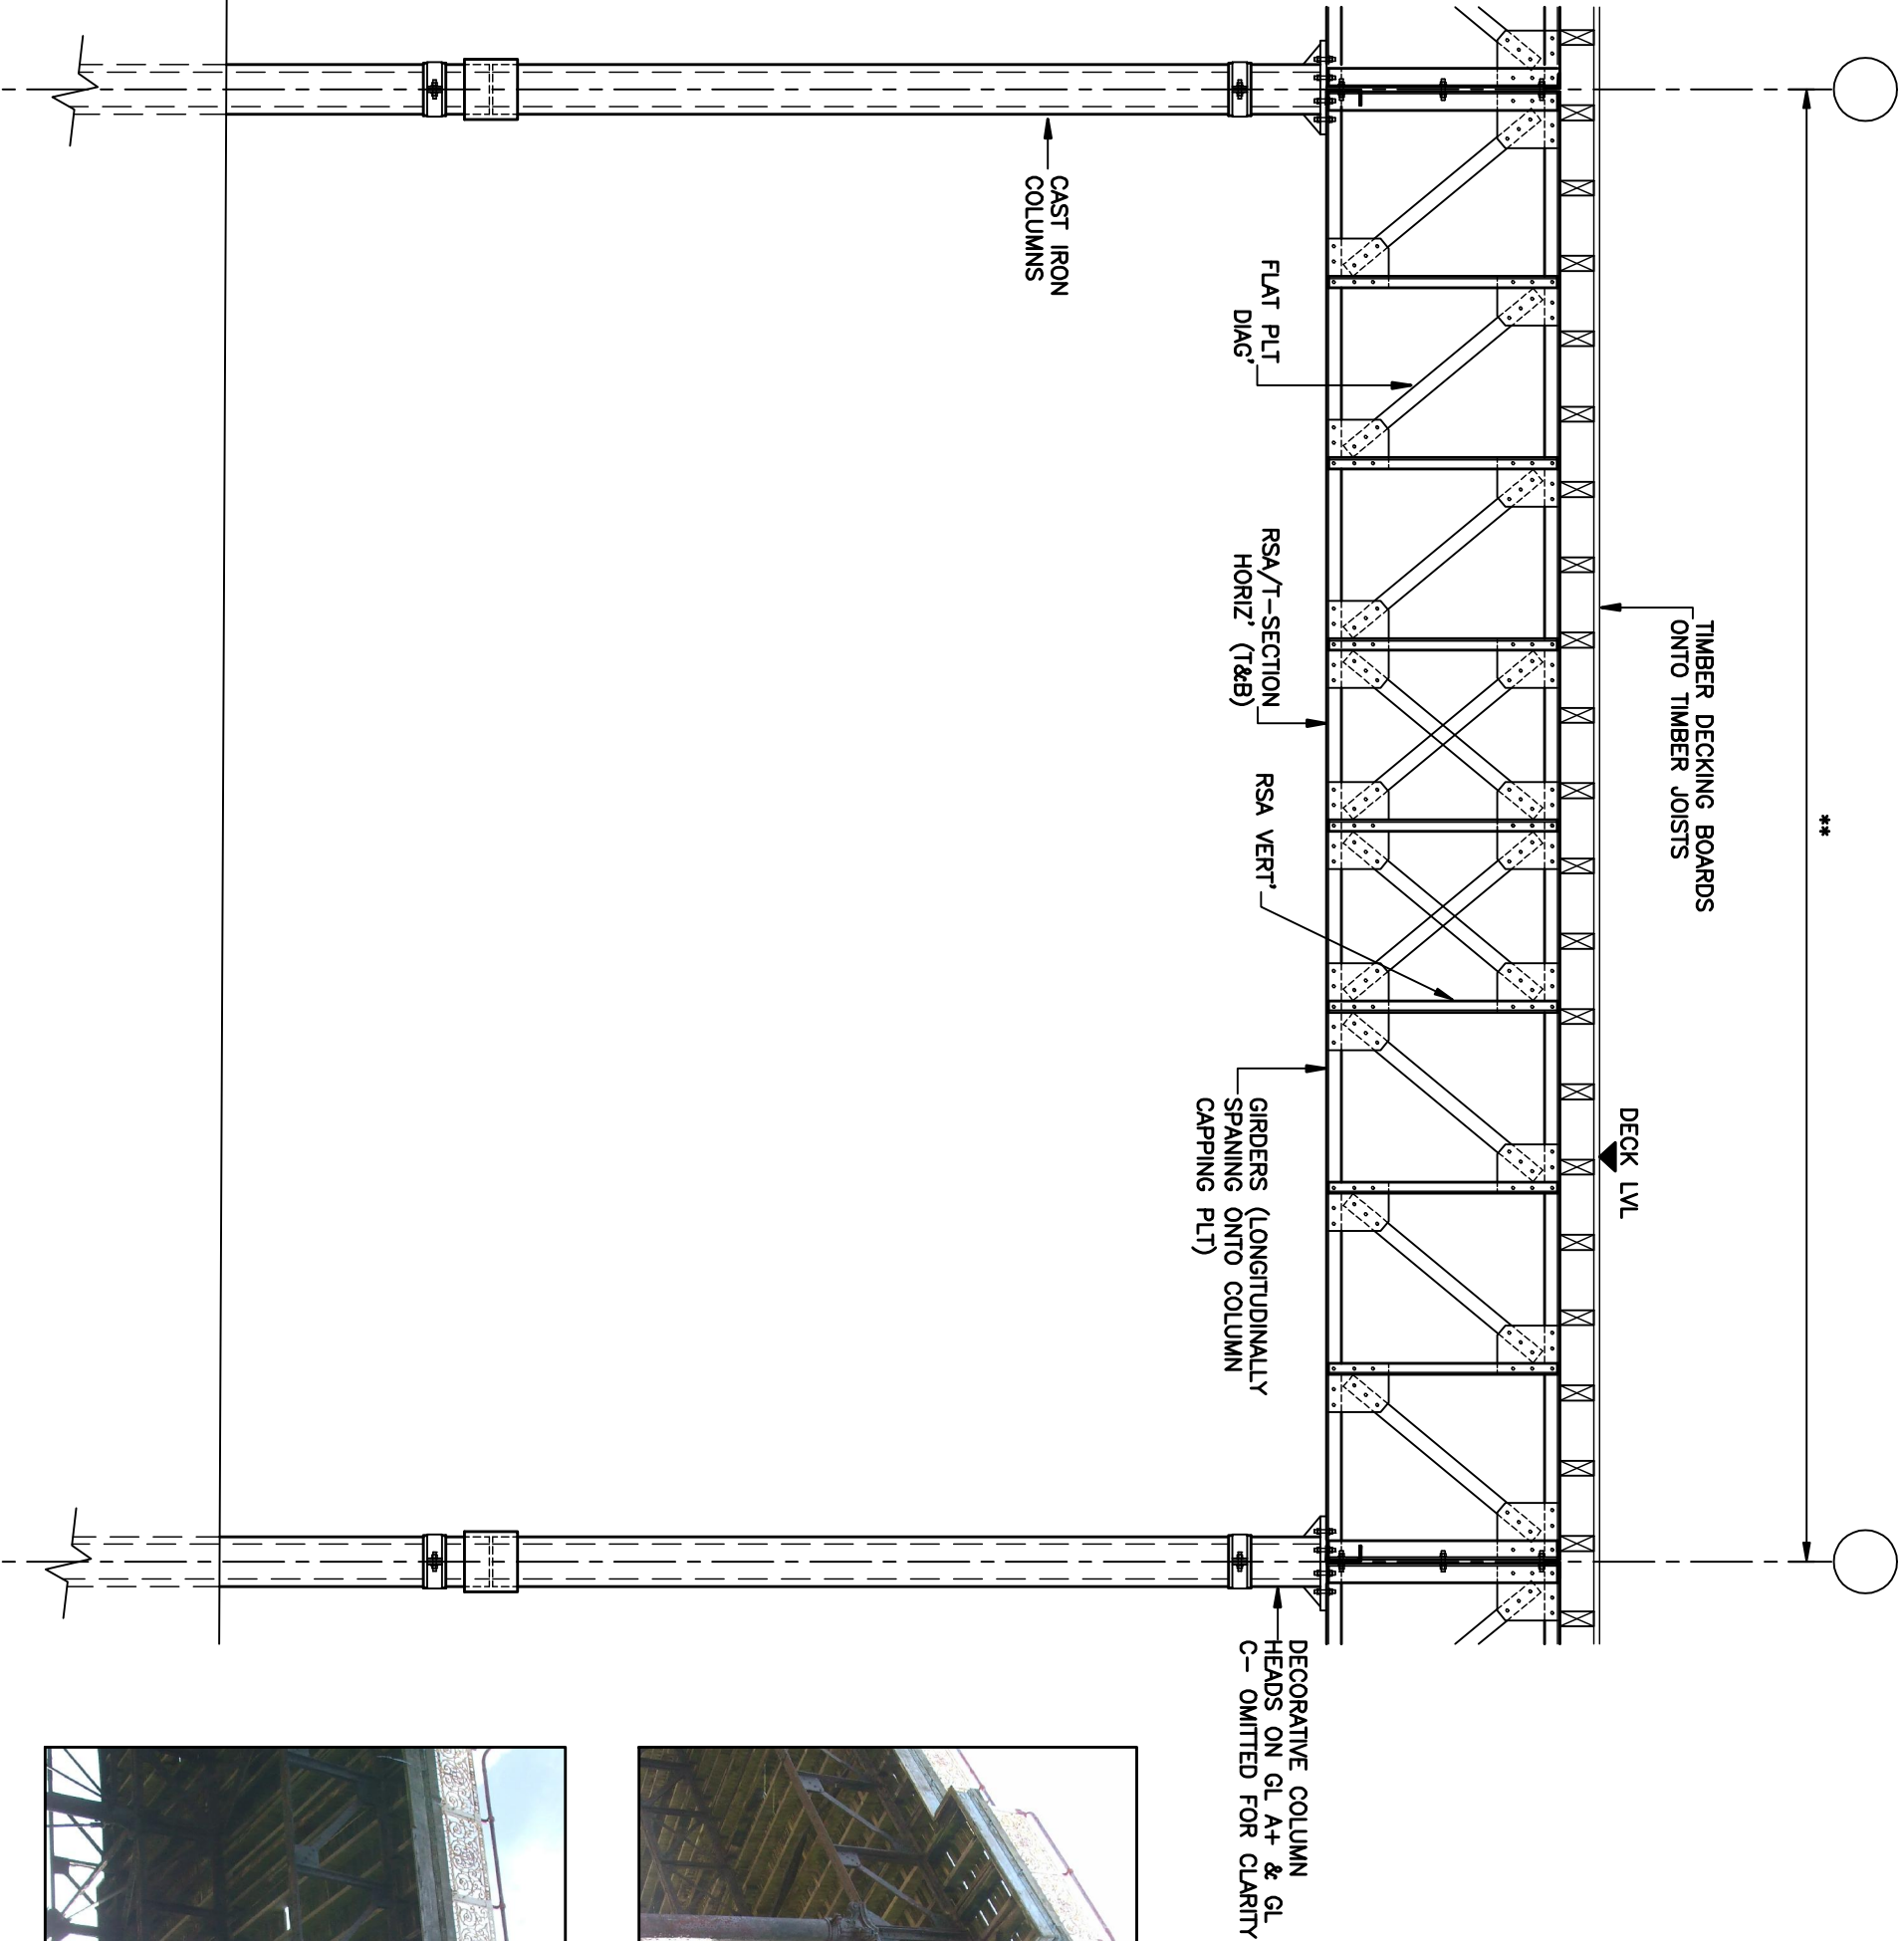 **
TIMBER DECKING BOARDS
ONTO TIMBER JOISTS
DECK LVL
FLAT PLT
DIAG'
RSA/T-SECTION
HORIZ' (T&B)
RSA VERT'
GIRDERS (LONGITUDINALLY
SPANING ONTO COLUMN
CAPPING PLT)
DECORATIVE COLUMN
HEADS ON GL A+ & GL
C- OMITTED FOR CLARITY
CAST IRON
COLUMNS